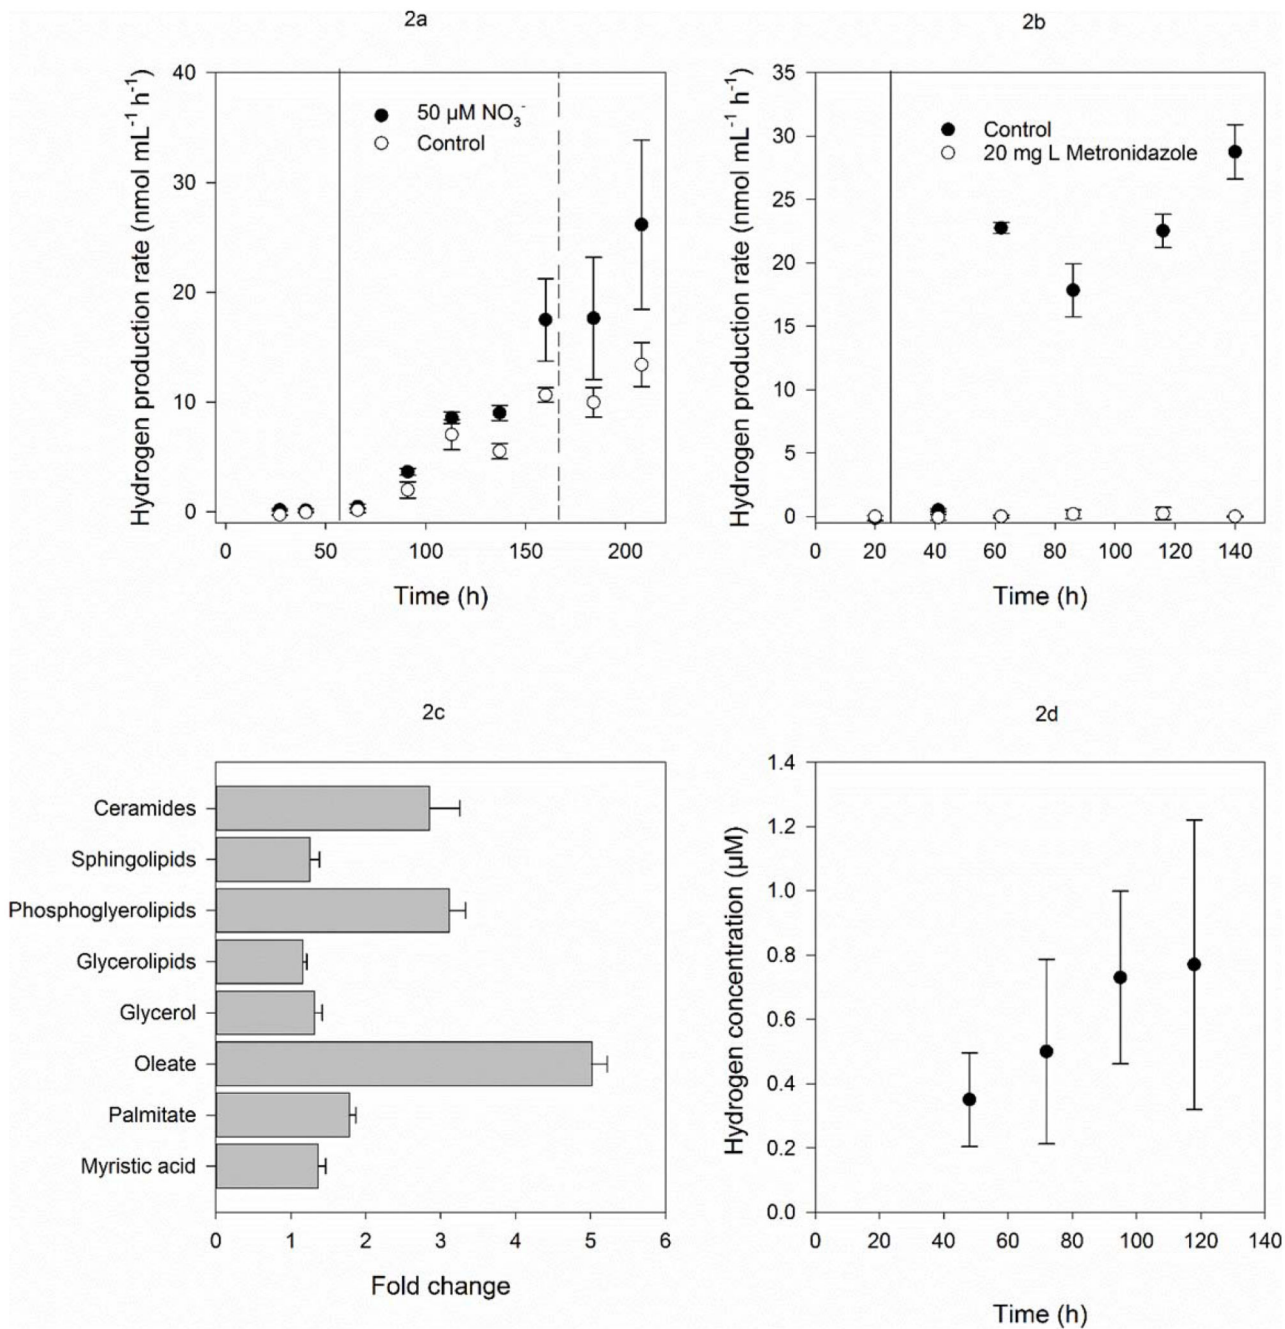 2a
Hydrogen production rate (nmol mL⁻¹ h⁻¹)
40
30
20
10
0
50 µM NO₃⁻
Control
0 50 100 150 200
Time (h)
2b
Hydrogen production rate (nmol mL⁻¹ h⁻¹)
35
30
25
20
15
10
5
0
Control
20 mg L Metronidazole
0 20 40 60 80 100 120 140
Time (h)
2c
Ceramides
Sphingolipids
Phosphoglyerolipids
Glycerolipids
Glycerol
Oleate
Palmitate
Myristic acid
0 1 2 3 4 5 6
Fold change
2d
Hydrogen concentration (µM)
1.4
1.2
1.0
0.8
0.6
0.4
0.2
0.0
0 20 40 60 80 100 120 140
Time (h)